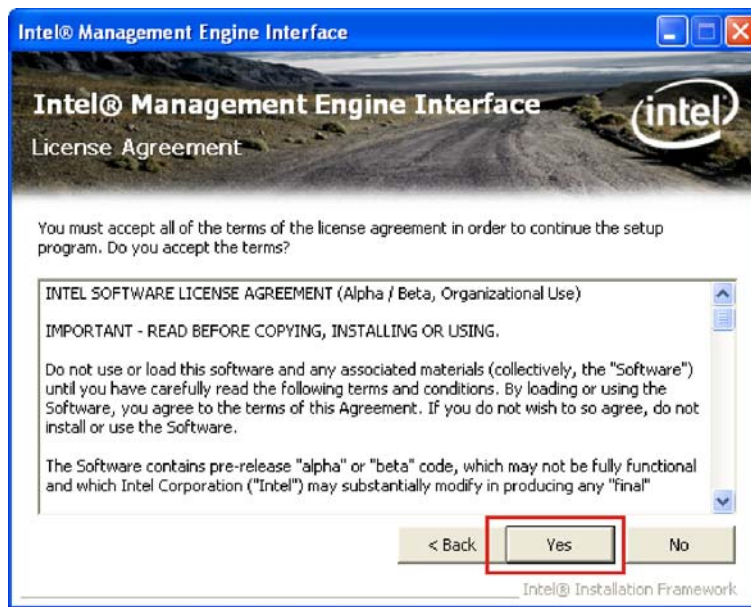 Intel® Management Engine Interface
Intel® Management Engine Interface
intel
License Agreement
You must accept all of the terms of the license agreement in order to continue the setup
program. Do you accept the terms?
INTEL SOFTWARE LICENSE AGREEMENT (Alpha / Beta, Organizational Use)
IMPORTANT - READ BEFORE COPYING, INSTALLING OR USING.
Do not use or load this software and any associated materials (collectively, the "Software")
until you have carefully read the following terms and conditions. By loading or using the
Software, you agree to the terms of this Agreement. If you do not wish to so agree, do not
install or use the Software.
The Software contains pre-release "alpha" or "beta" code, which may not be fully functional
and which Intel Corporation ("Intel") may substantially modify in producing any "final"
< Back
Yes
No
Intel® Installation Framework